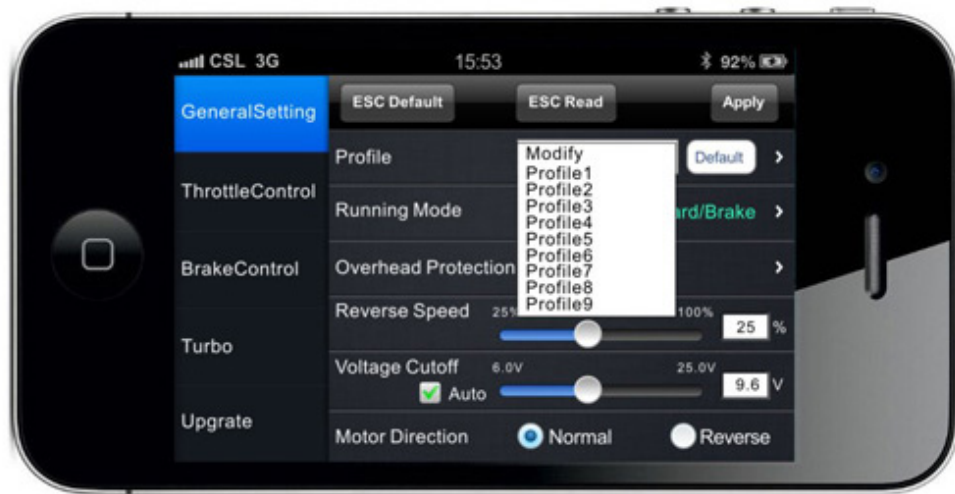 CSL 3G 15:53 92%
GeneralSetting
ThrottleControl
BrakeControl
Turbo
Upgrate
ESC Default ESC Read Apply
Profile Default >
Modify
Profile1
Profile2
Profile3
Profile4
Profile5
Profile6
Profile7
Profile8
Profile9
Running Mode ard/Brake >
Overhead Protection >
Reverse Speed 25% 100% 25 %
Voltage Cutoff 6.0V 25.0V
Auto 9.6 V
Motor Direction Normal Reverse